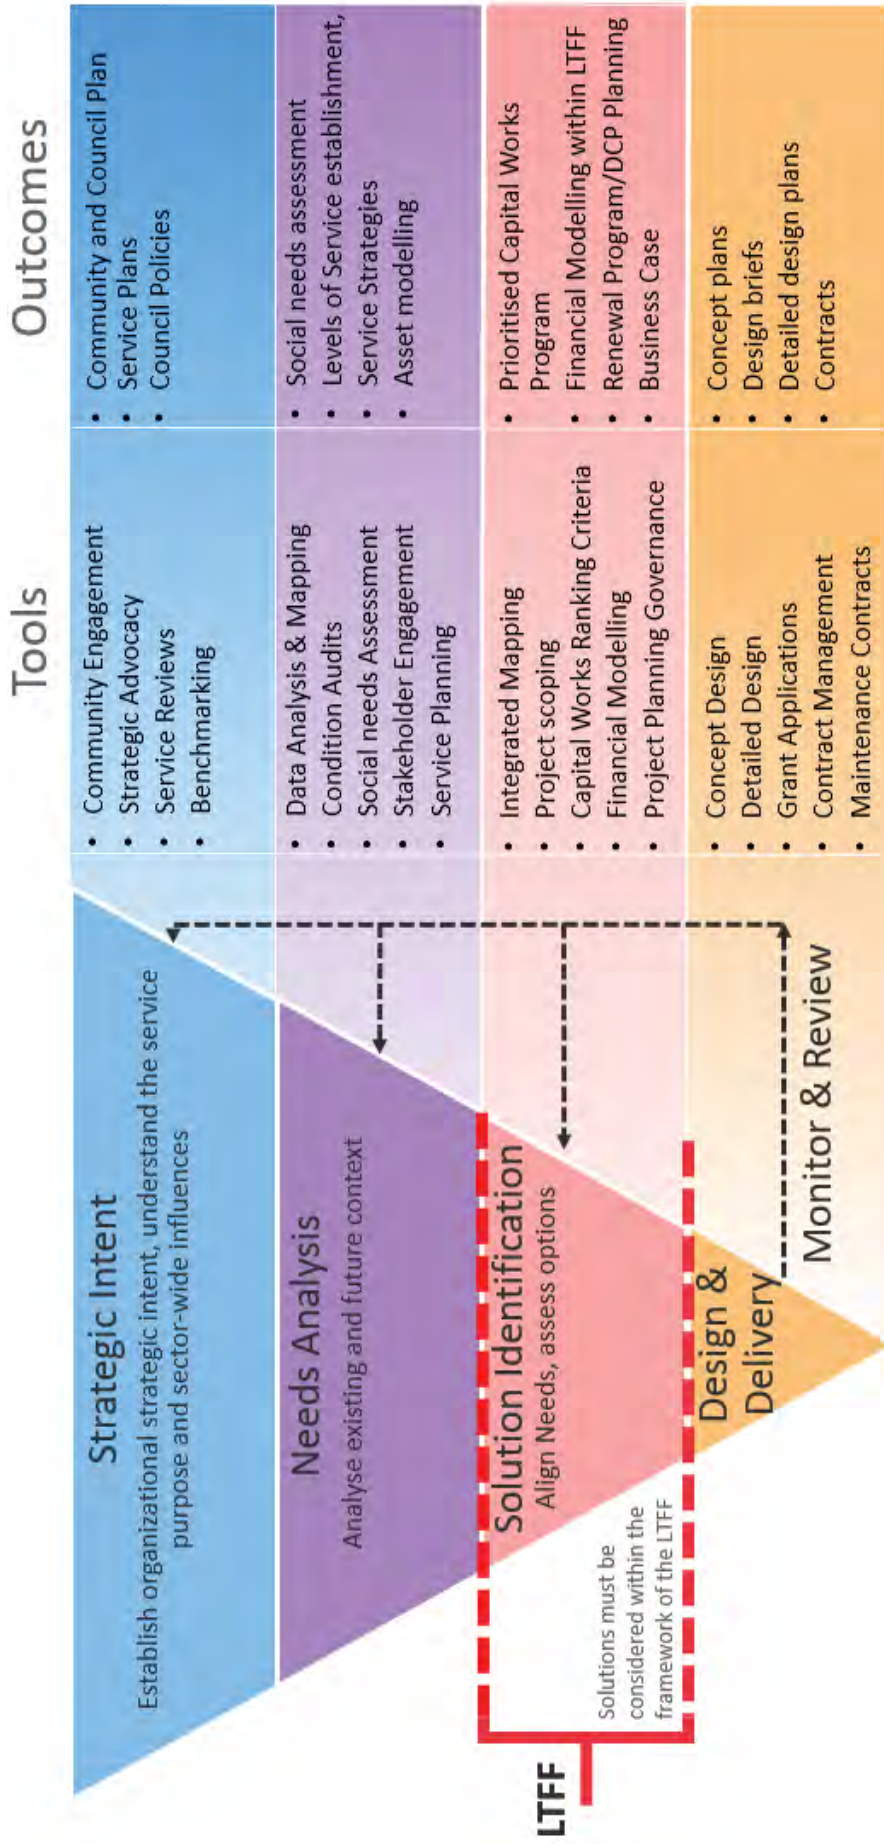 Tools
Outcomes
Strategic Intent
Establish organizational strategic intent, understand the service
purpose and sector-wide influences
• Community Engagement
• Strategic Advocacy
• Service Reviews
• Benchmarking
• Community and Council Plan
• Service Plans
• Council Policies
Needs Analysis
Analyse existing and future context
• Data Analysis & Mapping
• Condition Audits
• Social needs Assessment
• Stakeholder Engagement
• Service Planning
• Social needs assessment
• Levels of Service establishment,
• Service Strategies
• Asset modelling
LTFF
Solutions must be
considered within the
framework of the LTFF
Solution Identification
Align Needs, assess options
• Integrated Mapping
• Project scoping
• Capital Works Ranking Criteria
• Financial Modelling
• Project Planning Governance
• Prioritised Capital Works
Program
• Financial Modelling within LTFF
• Renewal Program/DCP Planning
• Business Case
Design &
Delivery
Monitor & Review
• Concept Design
• Detailed Design
• Grant Applications
• Contract Management
• Maintenance Contracts
• Concept plans
• Design briefs
• Detailed design plans
• Contracts